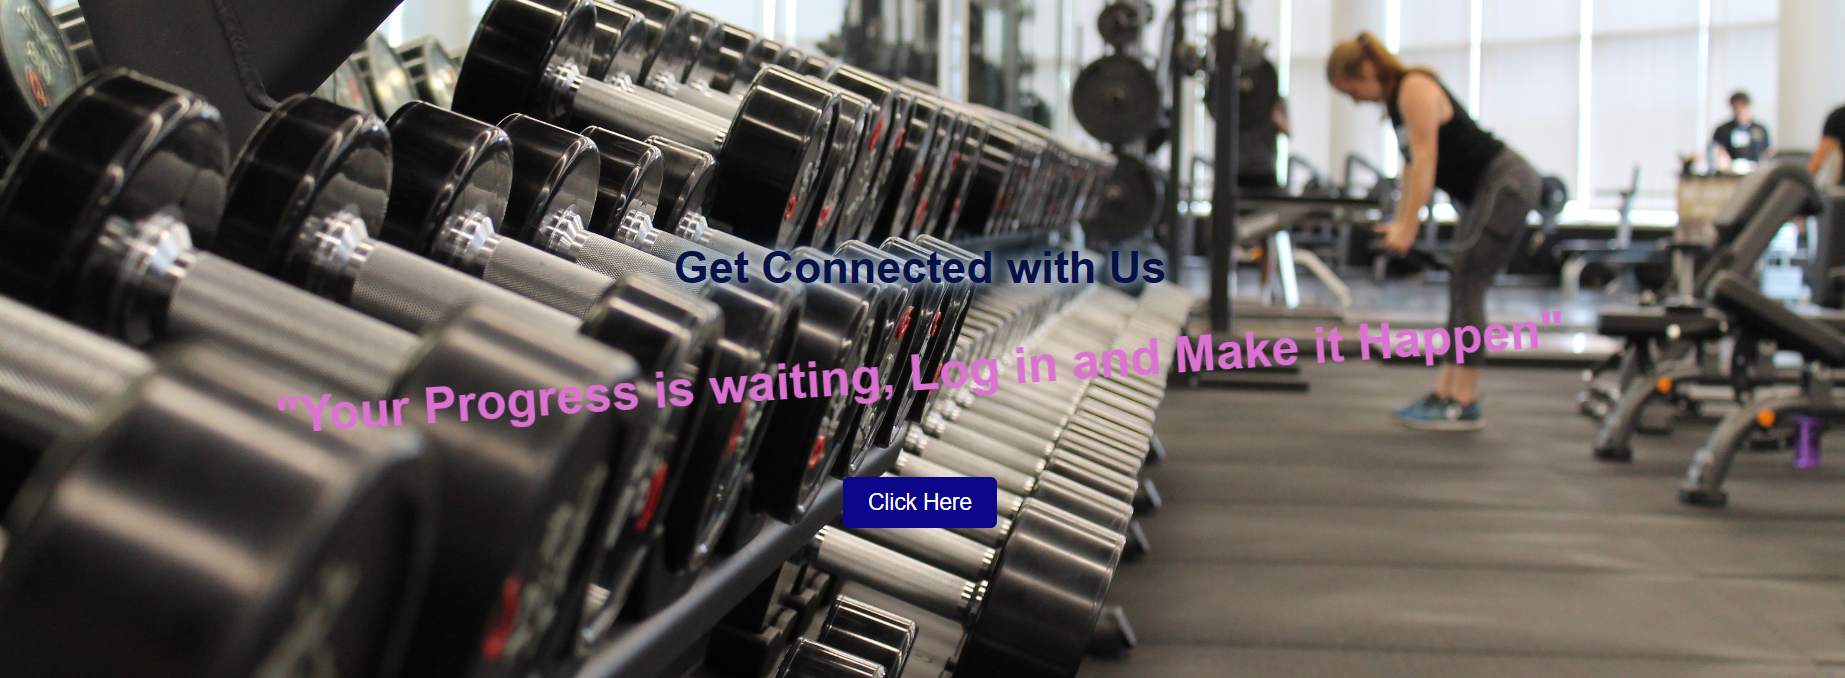 Get Connected with Us
"Your Progress is waiting, Log in and Make it Happen"
Click Here